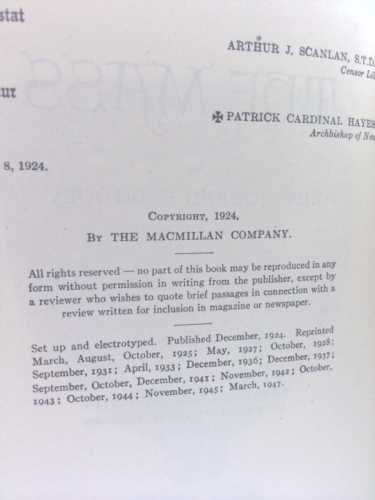 stat
ARTHUR J. SCANLAN, S.T.D.
Censor Lib
ur
✠ PATRICK CARDINAL HAYES
Archbishop of New
8, 1924.
THE MASS
COPYRIGHT, 1924,
BY THE MACMILLAN COMPANY.
All rights reserved — no part of this book may be reproduced in any
form without permission in writing from the publisher, except by
a reviewer who wishes to quote brief passages in connection with a
review written for inclusion in magazine or newspaper.
Set up and electrotyped. Published December, 1924. Reprinted
March, August, October, 1925; May, 1927; October, 1928;
September, 1931; April, 1933; December, 1936; December, 1937;
September, October, December, 1941; November, 1942; October,
1943; October, 1944; November, 1945; March, 1947.